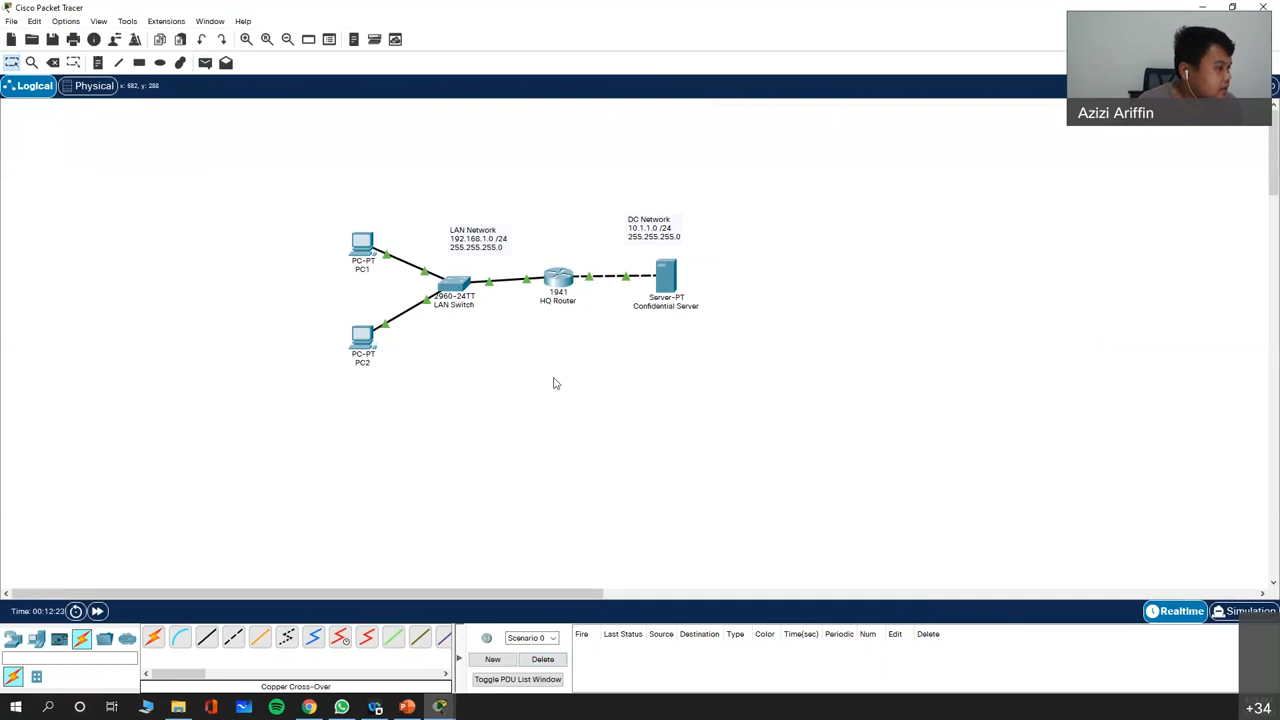 Cisco Packet Tracer
File Edit Options View Tools Extensions Window Help
Logical Physical x: 682, y: 288
Azizi Ariffin
LAN Network
192.168.1.0 /24
255.255.255.0
DC Network
10.1.1.0 /24
255.255.255.0
PC-PT
PC1
2960-24TT
LAN Switch
1941
HQ Router
Server-PT
Confidential Server
PC-PT
PC2
Time: 00:12:23
Realtime Simulation
Scenario 0
New Delete
Toggle PDU List Window
Fire Last Status Source Destination Type Color Time(sec) Periodic Num Edit Delete
Copper Cross-Over
+34